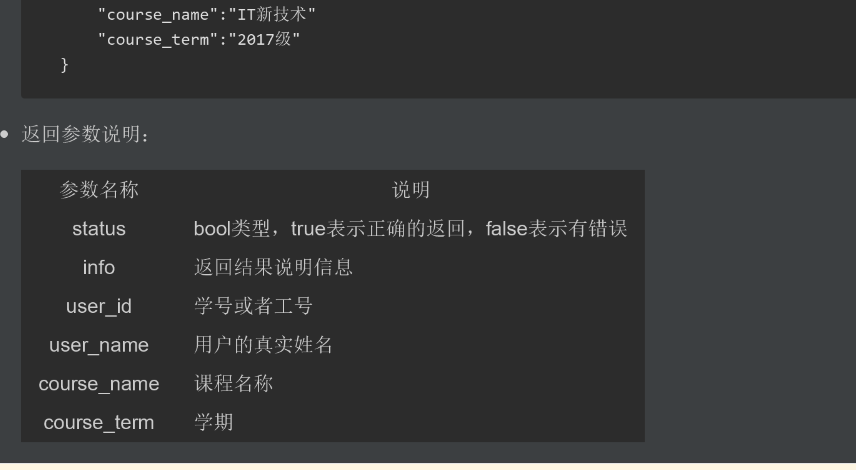 "course_name":"IT新技术"
"course_term":"2017级"
}
返回参数说明：
参数名称 说明
status bool类型，true表示正确的返回，false表示有错误
info 返回结果说明信息
user_id 学号或者工号
user_name 用户的真实姓名
course_name 课程名称
course_term 学期